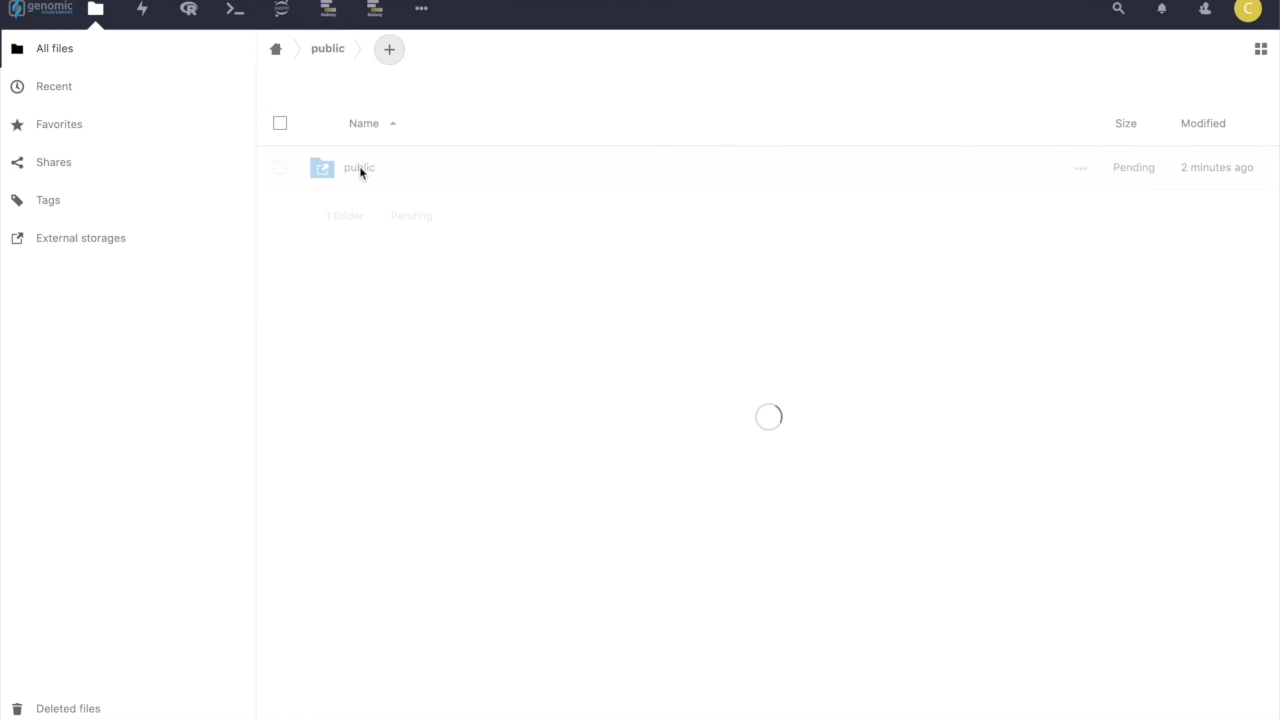 genomic
C
All files
public
+
Recent
Name Size Modified
Favorites
Shares
public ... Pending 2 minutes ago
Tags
1 folder Pending
External storages
Deleted files